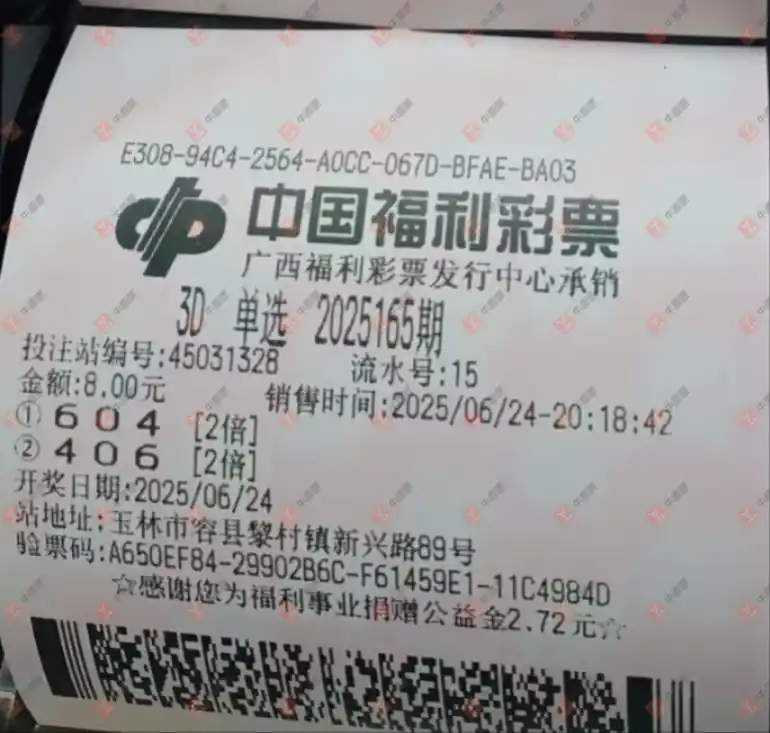 E308-94C4-2564-A0CC-067D-BFAE-BA03
中国福利彩票
广西福利彩票发行中心承销
3D 单选 2025165期
投注站编号:45031328 流水号:15
金额:8.00元 销售时间:2025/06/24-20:18:42
① 6 0 4 [2倍]
② 4 0 6 [2倍]
开奖日期:2025/06/24
站地址:玉林市容县黎村镇新兴路89号
验票码:A650EF84-29902B6C-F61459E1-11C4984D
☆感谢您为福利事业捐赠公益金2.72元☆